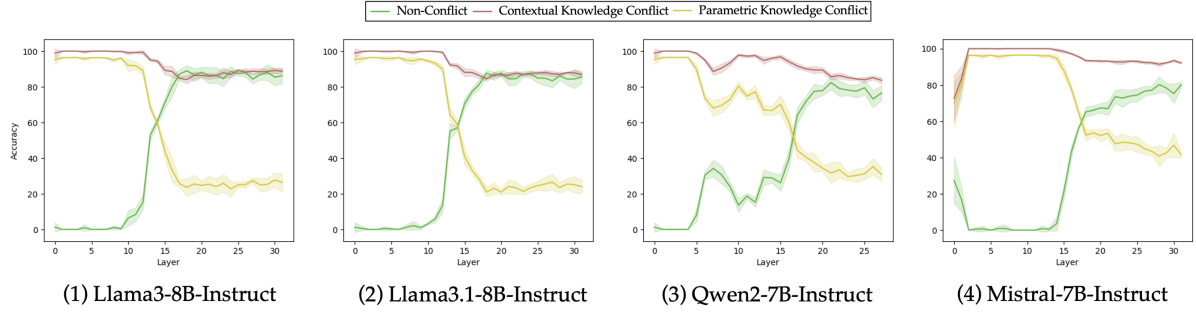 Non-Conflict Contextual Knowledge Conflict Parametric Knowledge Conflict
100
80
60
40
20
0
Accuracy
0 5 10 15 20 25 30
Layer
(1) Llama3-8B-Instruct
100
80
60
40
20
0
0 5 10 15 20 25 30
Layer
(2) Llama3.1-8B-Instruct
100
80
60
40
20
0
0 5 10 15 20 25
Layer
(3) Qwen2-7B-Instruct
100
80
60
40
20
0
0 5 10 15 20 25 30
Layer
(4) Mistral-7B-Instruct